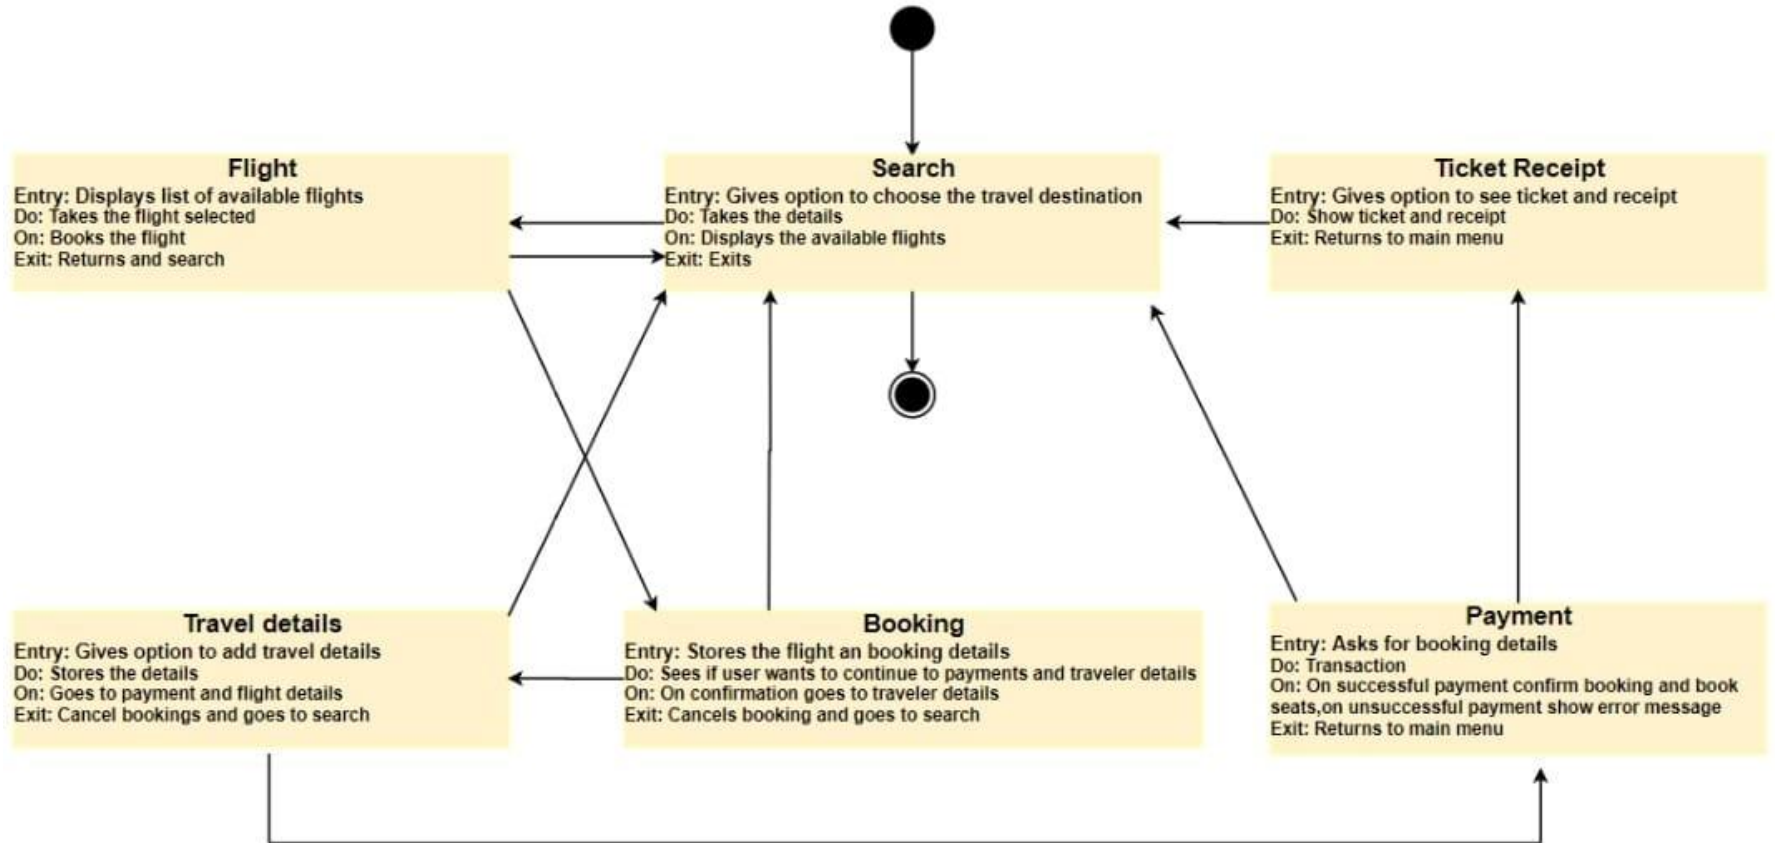 Flight
Entry: Displays list of available flights
Do: Takes the flight selected
On: Books the flight
Exit: Returns and search
Search
Entry: Gives option to choose the travel destination
Do: Takes the details
On: Displays the available flights
Exit: Exits
Ticket Receipt
Entry: Gives option to see ticket and receipt
Do: Show ticket and receipt
Exit: Returns to main menu
Travel details
Entry: Gives option to add travel details
Do: Stores the details
On: Goes to payment and flight details
Exit: Cancel bookings and goes to search
Booking
Entry: Stores the flight an booking details
Do: Sees if user wants to continue to payments and traveler details
On: On confirmation goes to traveler details
Exit: Cancels booking and goes to search
Payment
Entry: Asks for booking details
Do: Transaction
On: On successful payment confirm booking and book
seats,on unsuccessful payment show error message
Exit: Returns to main menu